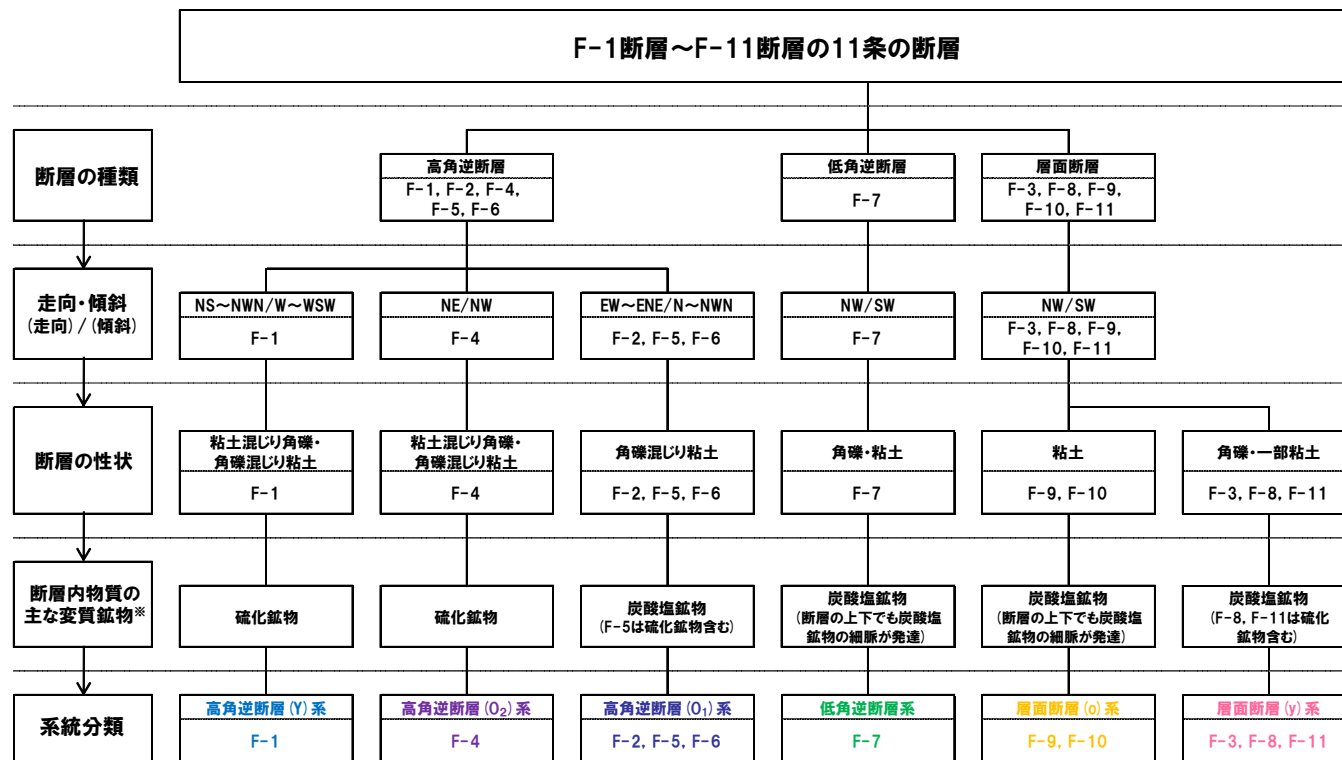 F-1断層～F-11断層の11条の断層
断層の種類
高角逆断層
F-1, F-2, F-4,
F-5, F-6
低角逆断層
F-7
層面断層
F-3, F-8, F-9,
F-10, F-11
走向・傾斜
(走向)/(傾斜)
NS～NWN/W～WSW
F-1
NE/NW
F-4
EW～ENE/N～NWN
F-2, F-5, F-6
NW/SW
F-7
NW/SW
F-3, F-8, F-9,
F-10, F-11
断層の性状
粘土混じり角礫・
角礫混じり粘土
F-1
粘土混じり角礫・
角礫混じり粘土
F-4
角礫混じり粘土
F-2, F-5, F-6
角礫・粘土
F-7
粘土
F-9, F-10
角礫・一部粘土
F-3, F-8, F-11
断層内物質の
主な変質鉱物※
硫化鉱物
硫化鉱物
炭酸塩鉱物
(F-5は硫化鉱物含む)
炭酸塩鉱物
(断層の上下でも炭酸塩
鉱物の細脈が発達)
炭酸塩鉱物
(断層の上下でも炭酸塩
鉱物の細脈が発達)
炭酸塩鉱物
(F-8, F-11は硫化
鉱物含む)
系統分類
高角逆断層(Y)系
F-1
高角逆断層(O₂)系
F-4
高角逆断層(O₁)系
F-2, F-5, F-6
低角逆断層系
F-7
層面断層(o)系
F-9, F-10
層面断層(y)系
F-3, F-8, F-11